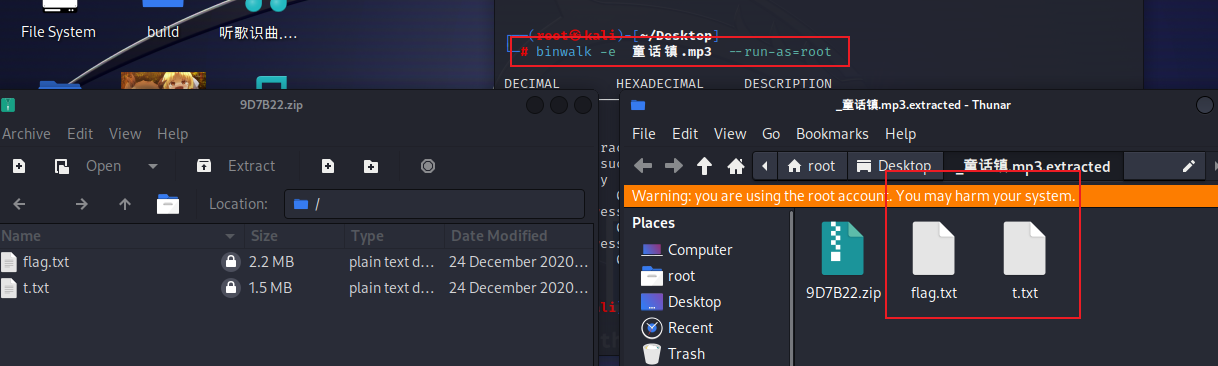 File System
build
听歌识曲....
(root㉿kali)-[~/Desktop]
# binwalk -e 童话镇.mp3 --run-as=root
DECIMAL HEXADECIMAL DESCRIPTION
9D7B22.zip
Archive Edit View Help
Open Extract
Location: /
Name Size Type Date Modified
flag.txt 2.2 MB plain text d... 24 December 2020...
t.txt 1.5 MB plain text d... 24 December 2020...
_童话镇.mp3.extracted - Thunar
File Edit View Go Bookmarks Help
root Desktop _童话镇.mp3.extracted
Warning: you are using the root account. You may harm your system.
Places
Computer
root
Desktop
Recent
Trash
9D7B22.zip
flag.txt
t.txt